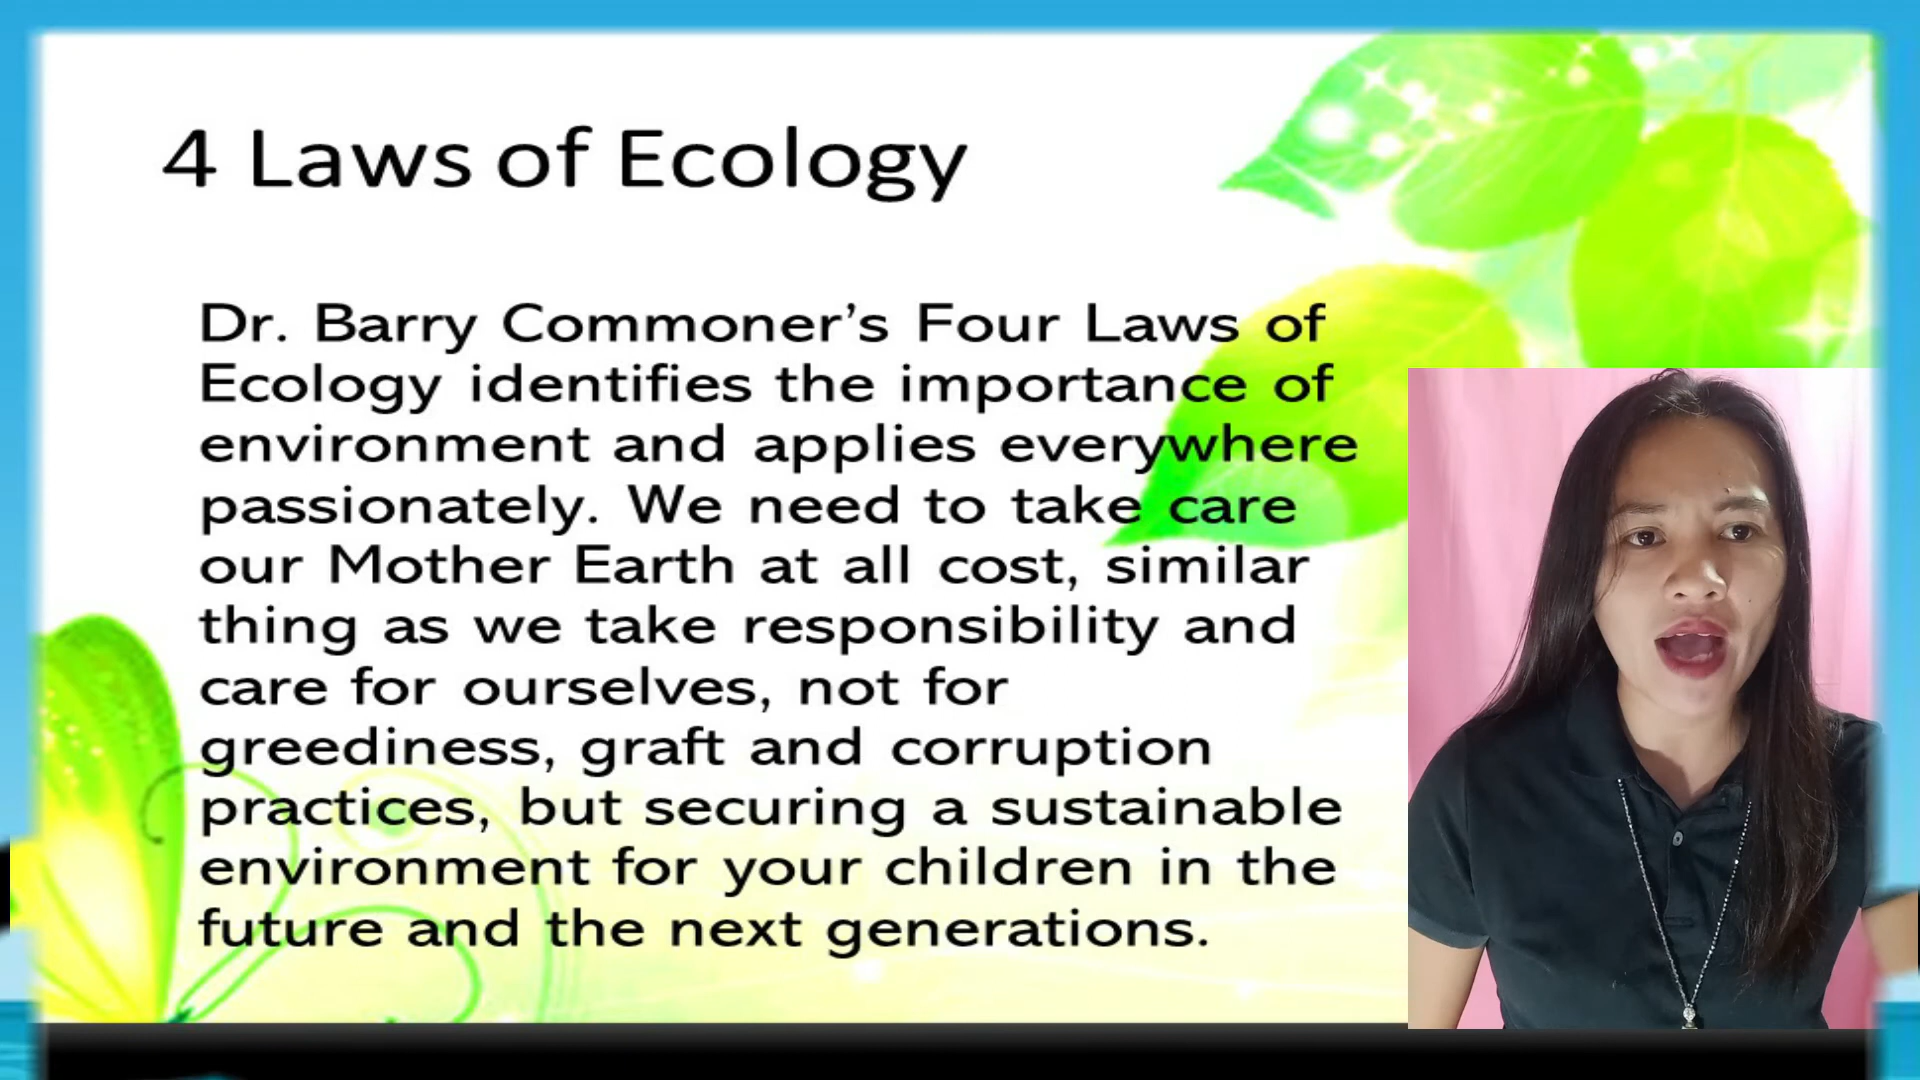 4 Laws of Ecology
Dr. Barry Commoner’s Four Laws of
Ecology identifies the importance of
environment and applies everywhere
passionately. We need to take care
our Mother Earth at all cost, similar
thing as we take responsibility and
care for ourselves, not for
greediness, graft and corruption
practices, but securing a sustainable
environment for your children in the
future and the next generations.